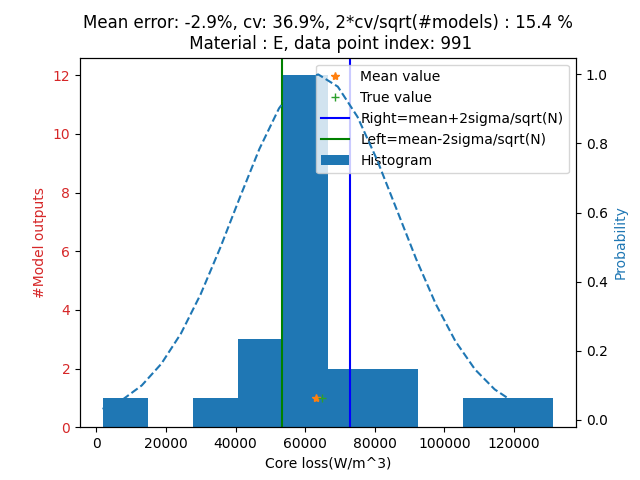 Mean error: -2.9%, cv: 36.9%, 2*cv/sqrt(#models) : 15.4 %
Material : E, data point index: 991
12
10
8
6
4
2
0
#Model outputs
Mean value
True value
Right=mean+2sigma/sqrt(N)
Left=mean-2sigma/sqrt(N)
Histogram
1.0
0.8
0.6
0.4
0.2
0.0
Probability
0 20000 40000 60000 80000 100000 120000
Core loss(W/m^3)